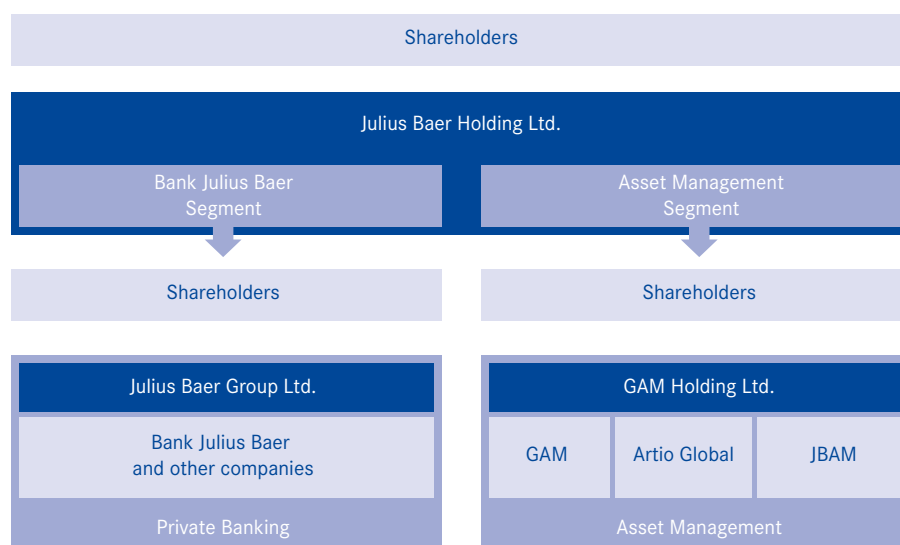 Shareholders
Julius Baer Holding Ltd.
Bank Julius Baer
Segment
Asset Management
Segment
Shareholders
Shareholders
Julius Baer Group Ltd.
Bank Julius Baer
and other companies
Private Banking
GAM Holding Ltd.
GAM
Artio Global
JBAM
Asset Management